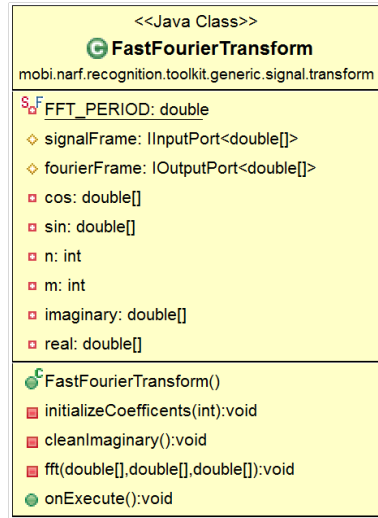 <<Java Class>>
C FastFourierTransform
mobi.narf.recognition.toolkit.generic.signal.transform
S F FFT_PERIOD: double
signalFrame: IInputPort<double[]>
fourierFrame: IOutputPort<double[]>
cos: double[]
sin: double[]
n: int
m: int
imaginary: double[]
real: double[]
C FastFourierTransform()
initializeCoefficents(int):void
cleanImaginary():void
fft(double[],double[],double[]):void
onExecute():void